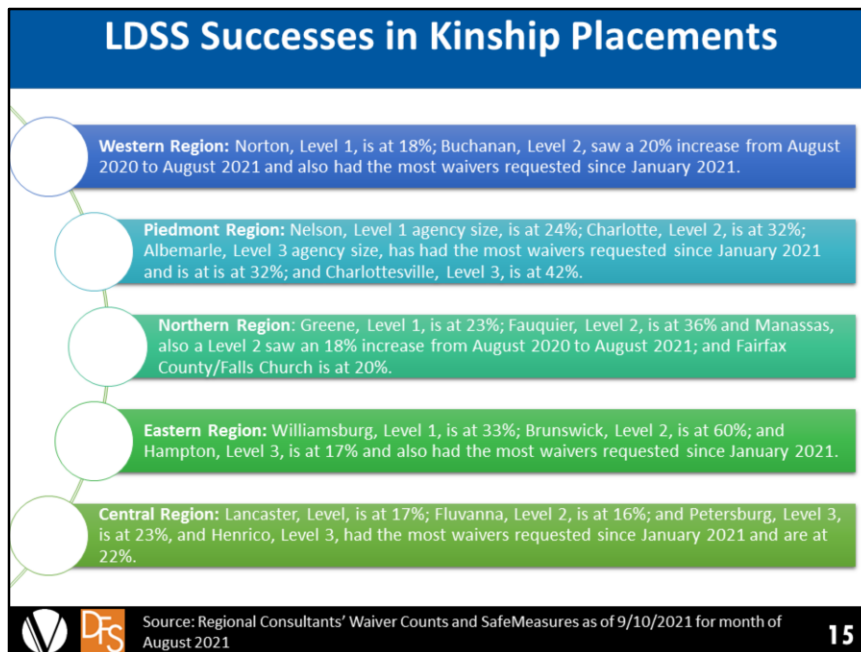 LDSS Successes in Kinship Placements
Western Region: Norton, Level 1, is at 18%; Buchanan, Level 2, saw a 20% increase from August
2020 to August 2021 and also had the most waivers requested since January 2021.
Piedmont Region: Nelson, Level 1 agency size, is at 24%; Charlotte, Level 2, is at 32%;
Albemarle, Level 3 agency size, has had the most waivers requested since January 2021
and is at is at 32%; and Charlottesville, Level 3, is at 42%.
Northern Region: Greene, Level 1, is at 23%; Fauquier, Level 2, is at 36% and Manassas,
also a Level 2 saw an 18% increase from August 2020 to August 2021; and Fairfax
County/Falls Church is at 20%.
Eastern Region: Williamsburg, Level 1, is at 33%; Brunswick, Level 2, is at 60%; and
Hampton, Level 3, is at 17% and also had the most waivers requested since January 2021.
Central Region: Lancaster, Level, is at 17%; Fluvanna, Level 2, is at 16%; and Petersburg, Level 3,
is at 23%, and Henrico, Level 3, had the most waivers requested since January 2021 and are at
22%.
DFS
Source: Regional Consultants' Waiver Counts and SafeMeasures as of 9/10/2021 for month of
August 2021
15